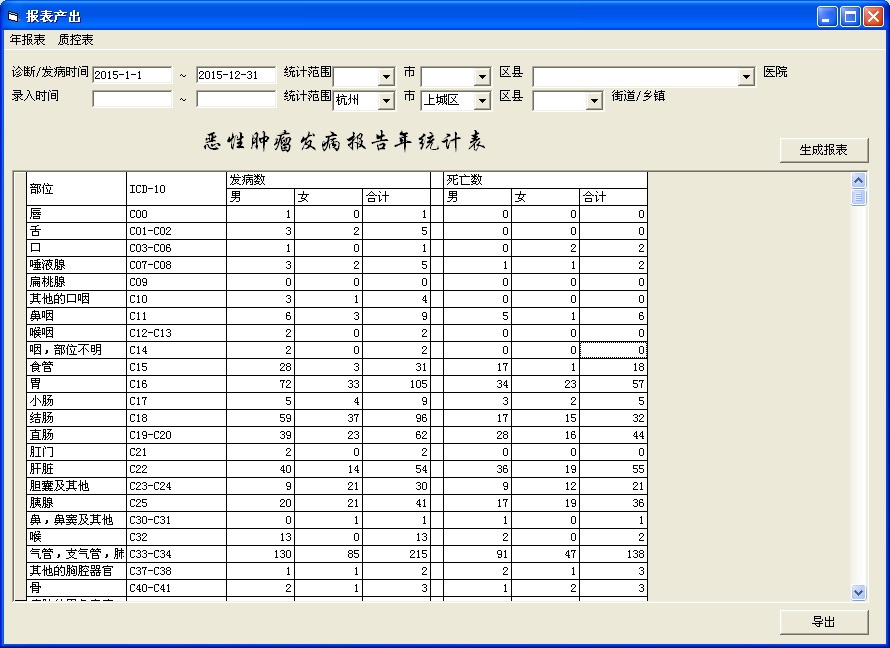 报表产出
年报表 质控表
诊断/发病时间 2015-1-1 ~ 2015-12-31 统计范围 市 区县 医院
录入时间 ~ 统计范围 杭州 市 上城区 区县 街道/乡镇
恶性肿瘤发病报告年统计表
生成报表
部位 ICD-10 发病数 死亡数
男 女 合计 男 女 合计
唇 C00 1 0 1 0 0 0
舌 C01-C02 3 2 5 0 0 0
口 C03-C06 1 0 1 0 2 2
唾液腺 C07-C08 3 2 5 1 1 2
扁桃腺 C09 0 0 0 0 0 0
其他的口咽 C10 3 1 4 0 0 0
鼻咽 C11 6 3 9 5 1 6
喉咽 C12-C13 2 0 2 0 0 0
咽，部位不明 C14 2 0 2 0 0 0
食管 C15 28 3 31 17 1 18
胃 C16 72 33 105 34 23 57
小肠 C17 5 4 9 3 2 5
结肠 C18 59 37 96 17 15 32
直肠 C19-C20 39 23 62 28 16 44
肛门 C21 2 0 2 0 0 0
肝脏 C22 40 14 54 36 19 55
胆囊及其他 C23-C24 9 21 30 9 12 21
胰腺 C25 20 21 41 17 19 36
鼻，鼻窦及其他 C30-C31 0 1 1 1 0 1
喉 C32 13 0 13 2 0 2
气管，支气管，肺 C33-C34 130 85 215 91 47 138
其他的胸腔器官 C37-C38 1 1 2 2 1 3
骨 C40-C41 2 1 3 1 2 3
导出